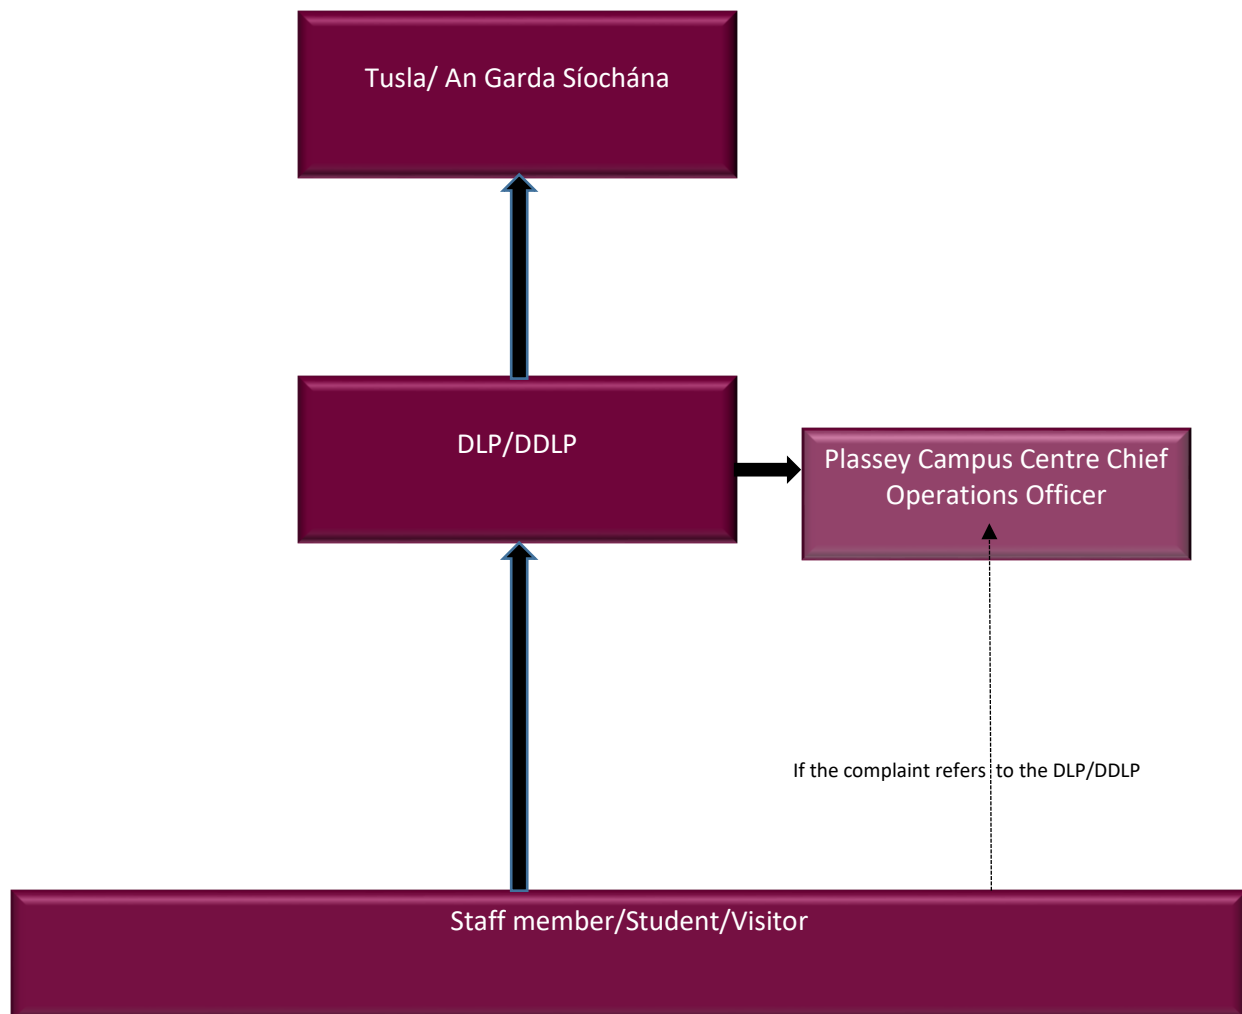 Tusla/ An Garda Síochána
DLP/DDLP
Plassey Campus Centre Chief
Operations Officer
If the complaint refers to the DLP/DDLP
Staff member/Student/Visitor